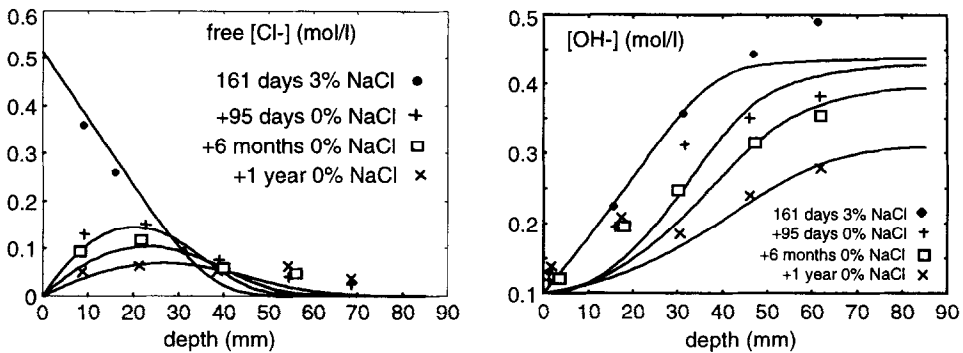 free [Cl-] (mol/l)
161 days 3% NaCl
+95 days 0% NaCl
+6 months 0% NaCl
+1 year 0% NaCl
0.6
0.5
0.4
0.3
0.2
0.1
0
0 10 20 30 40 50 60 70 80 90
depth (mm)
[OH-] (mol/l)
0.5
0.4
0.3
0.2
0.1
161 days 3% NaCl
+95 days 0% NaCl
+6 months 0% NaCl
+1 year 0% NaCl
0 10 20 30 40 50 60 70 80 90
depth (mm)